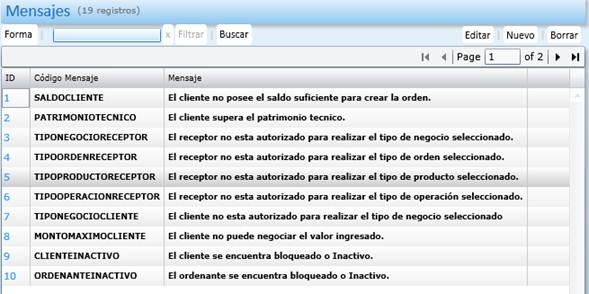 Mensajes (19 registros)
Forma x Filtrar Buscar Editar Nuevo Borrar
Page 1 of 2
ID Código Mensaje Mensaje
1 SALDOCLIENTE El cliente no posee el saldo suficiente para crear la orden.
2 PATRIMONIOTECNICO El cliente supera el patrimonio tecnico.
3 TIPONEGOCIORECEPTOR El receptor no esta autorizado para realizar el tipo de negocio seleccionado.
4 TIPOORDENRECEPTOR El receptor no esta autorizado para realizar el tipo de orden seleccionado.
5 TIPOPRODUCTORECEPTOR El receptor no esta autorizado para realizar el tipo de producto seleccionado.
6 TIPOOPERACIONRECEPTOR El receptor no esta autorizado para realizar el tipo de operación seleccionado.
7 TIPONEGOCIOCLIENTE El cliente no esta autorizado para realizar el tipo de negocio seleccionado
8 MONTOMAXIMOCLIENTE El cliente no puede negociar el valor ingresado.
9 CLIENTEINACTIVO El cliente se encuentra bloqueado o Inactivo.
10 ORDENANTEINACTIVO El ordenante se encuentra bloqueado o Inactivo.